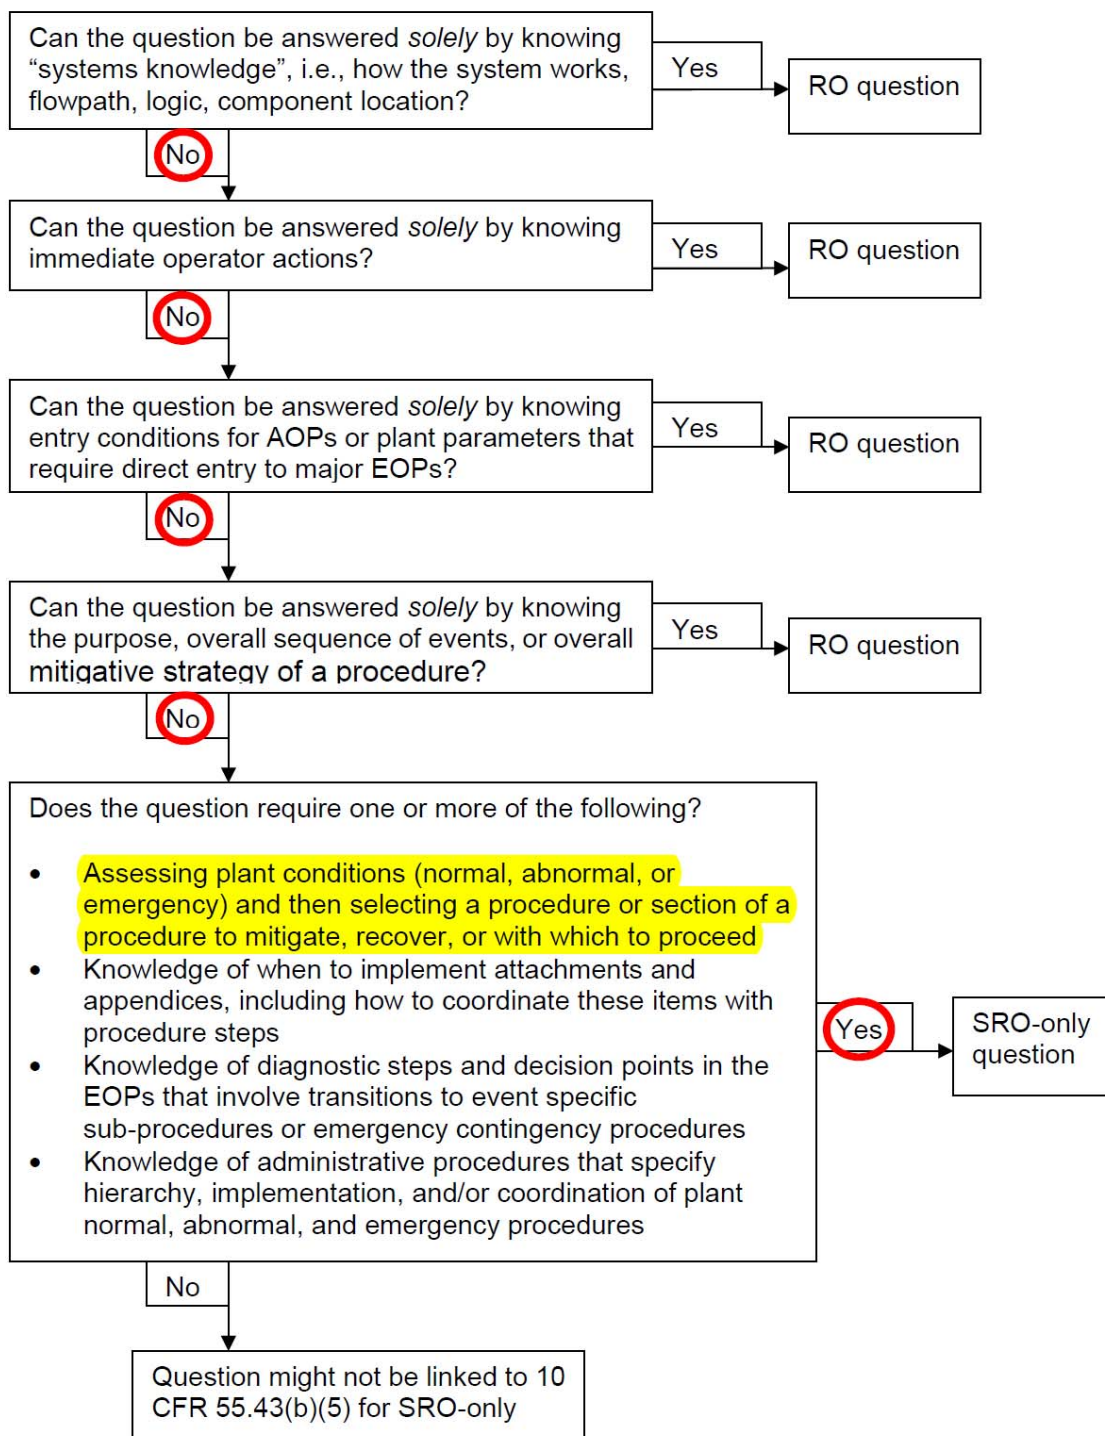 Can the question be answered solely by knowing
“systems knowledge”, i.e., how the system works,
flowpath, logic, component location?
Yes
RO question
No
Can the question be answered solely by knowing
immediate operator actions?
Yes
RO question
No
Can the question be answered solely by knowing
entry conditions for AOPs or plant parameters that
require direct entry to major EOPs?
Yes
RO question
No
Can the question be answered solely by knowing
the purpose, overall sequence of events, or overall
mitigative strategy of a procedure?
Yes
RO question
No
Does the question require one or more of the following?
• Assessing plant conditions (normal, abnormal, or
emergency) and then selecting a procedure or section of a
procedure to mitigate, recover, or with which to proceed
• Knowledge of when to implement attachments and
appendices, including how to coordinate these items with
procedure steps
• Knowledge of diagnostic steps and decision points in the
EOPs that involve transitions to event specific
sub-procedures or emergency contingency procedures
• Knowledge of administrative procedures that specify
hierarchy, implementation, and/or coordination of plant
normal, abnormal, and emergency procedures
Yes
SRO-only
question
No
Question might not be linked to 10
CFR 55.43(b)(5) for SRO-only